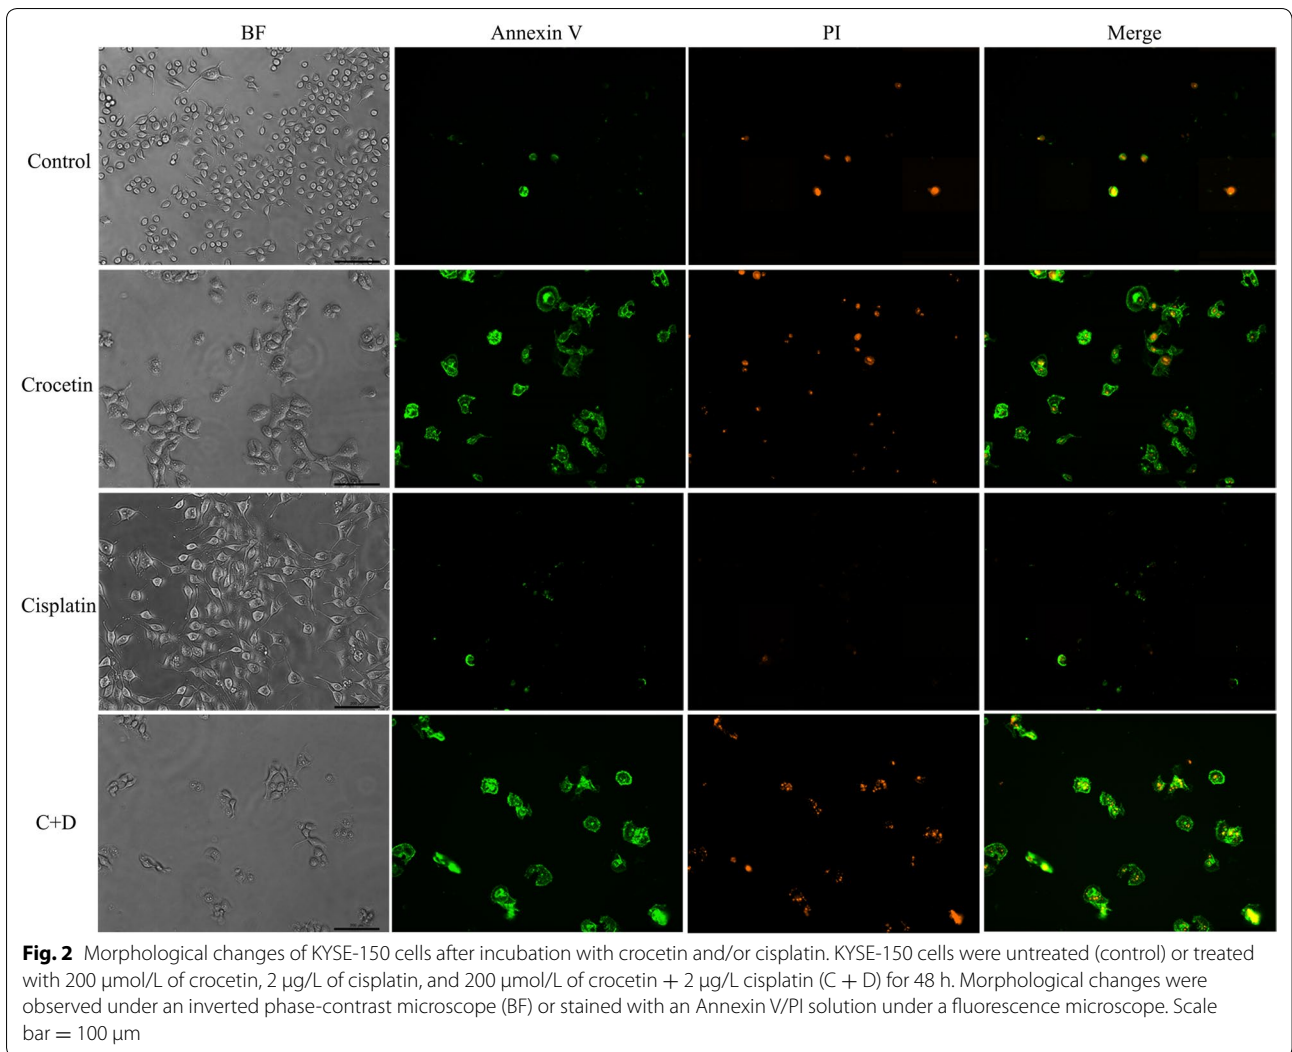 BF Annexin V PI Merge
Control
Crocetin
Cisplatin
C+D
Fig. 2 Morphological changes of KYSE-150 cells after incubation with crocetin and/or cisplatin. KYSE-150 cells were untreated (control) or treated
with 200 µmol/L of crocetin, 2 µg/L of cisplatin, and 200 µmol/L of crocetin + 2 µg/L cisplatin (C + D) for 48 h. Morphological changes were
observed under an inverted phase-contrast microscope (BF) or stained with an Annexin V/PI solution under a fluorescence microscope. Scale
bar = 100 µm